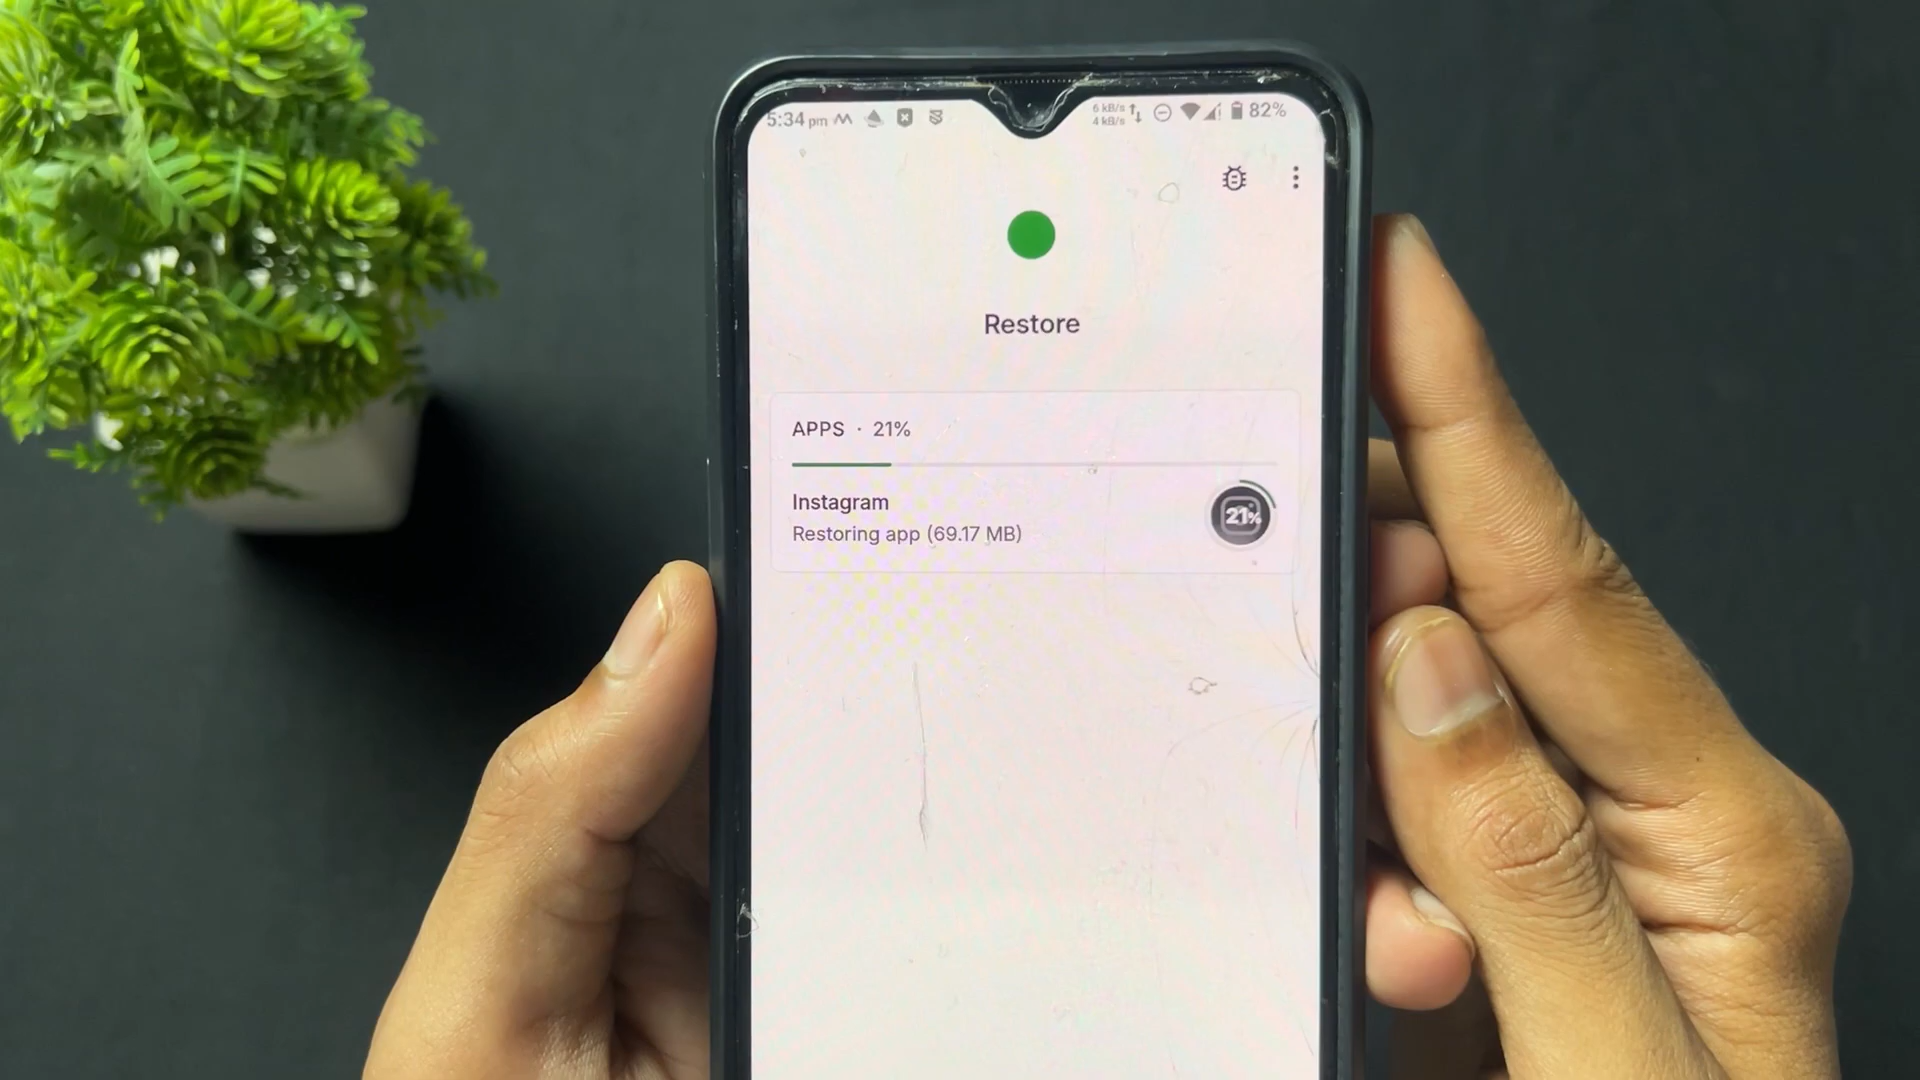 5:34 pm
6 kB/s
4 kB/s
82%
Restore
APPS · 21%
Instagram
Restoring app (69.17 MB)
21%